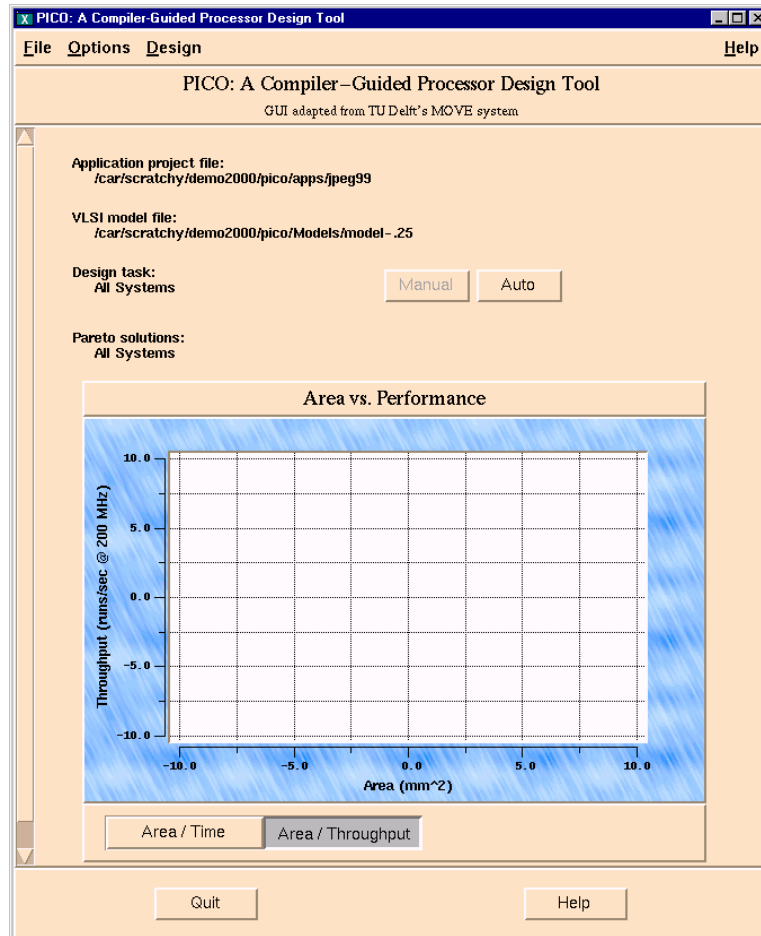 PICO: A Compiler-Guided Processor Design Tool
File Options Design Help
PICO: A Compiler−Guided Processor Design Tool
GUI adapted from TU Delft's MOVE system
Application project file:
/car/scratchy/demo2000/pico/apps/jpeg99
VLSI model file:
/car/scratchy/demo2000/pico/Models/model-.25
Design task:
All Systems
Manual Auto
Pareto solutions:
All Systems
Area vs. Performance
Throughput (runs/sec @ 200 MHz)
10.0
5.0
0.0
-5.0
-10.0
-10.0 -5.0 0.0 5.0 10.0
Area (mm^2)
Area / Time Area / Throughput
Quit Help